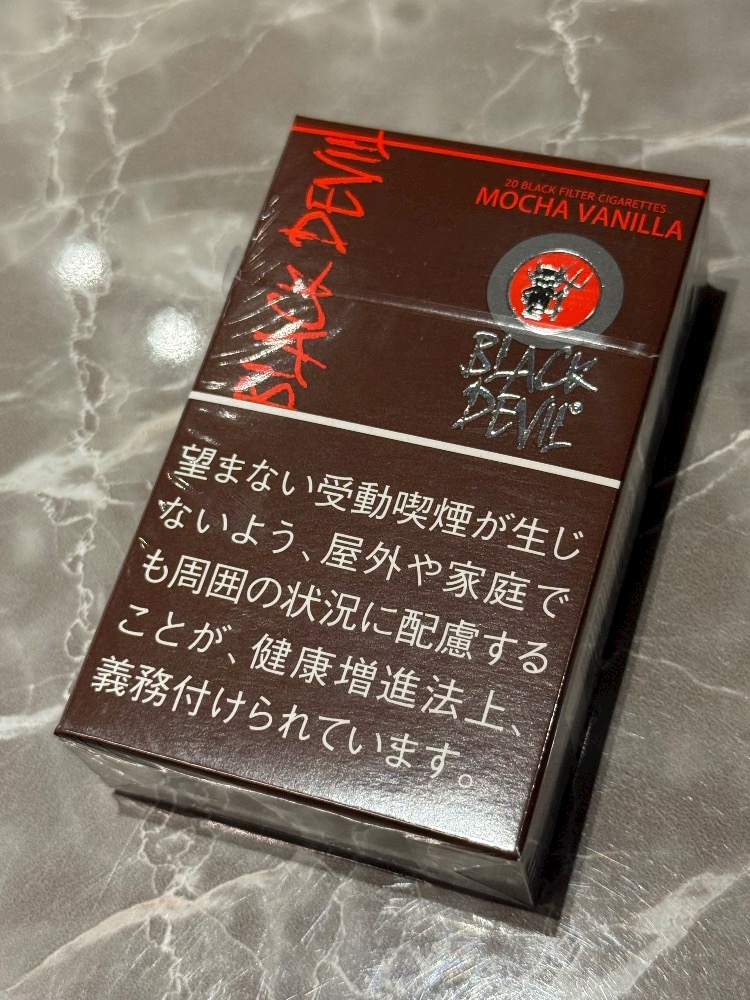 BLACK DEVIL
20 BLACK FILTER CIGARETTES
MOCHA VANILLA
BLACK
DEVIL®
望まない受動喫煙が生じ
ないよう、屋外や家庭で
も周囲の状況に配慮する
ことが、健康増進法上、
義務付けられています。